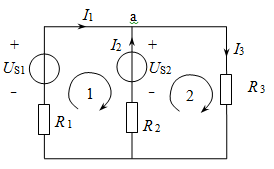 I1 a
+ I2 + I3
US1 US2
- 1 - 2 R3
R1 R2